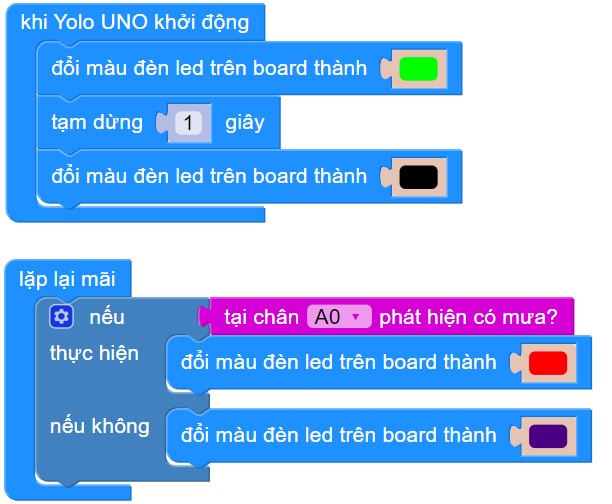 khi Yolo UNO khởi động
đổi màu đèn led trên board thành
tạm dừng 1 giây
đổi màu đèn led trên board thành
lặp lại mãi
nếu tại chân A0 phát hiện có mưa?
thực hiện đổi màu đèn led trên board thành
nếu không đổi màu đèn led trên board thành